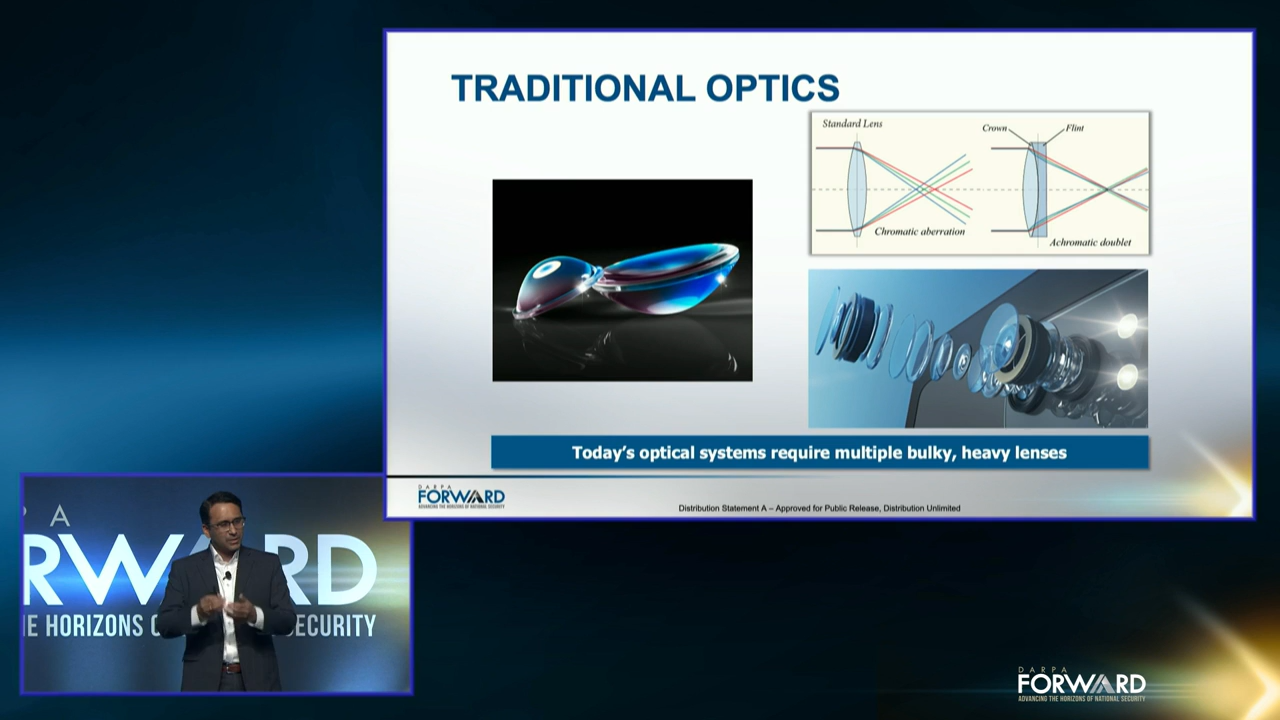 TRADITIONAL OPTICS
Standard Lens
Crown
Flint
Chromatic aberration
Achromatic doublet
Today's optical systems require multiple bulky, heavy lenses
DARPA
FORWARD
ADVANCING THE HORIZONS OF NATIONAL SECURITY
Distribution Statement A – Approved for Public Release, Distribution Unlimited
A
RWARD
E HORIZONS O
ECURITY
DARPA
FORWARD
ADVANCING THE HORIZONS OF NATIONAL SECURITY